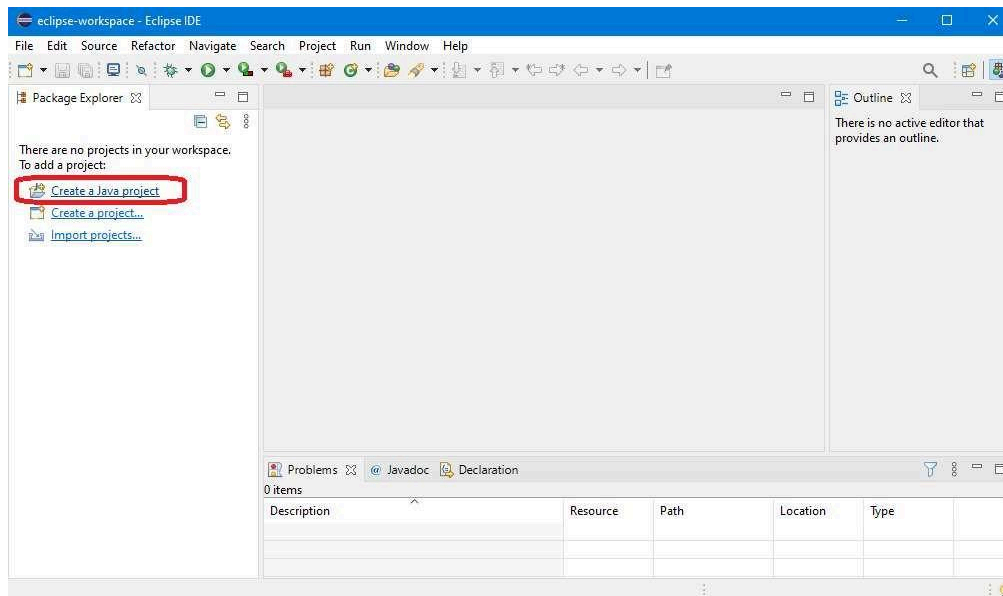 eclipse-workspace - Eclipse IDE
File Edit Source Refactor Navigate Search Project Run Window Help
Package Explorer
There are no projects in your workspace.
To add a project:
Create a Java project
Create a project...
Import projects...
Outline
There is no active editor that
provides an outline.
Problems @ Javadoc Declaration
0 items
Description Resource Path Location Type